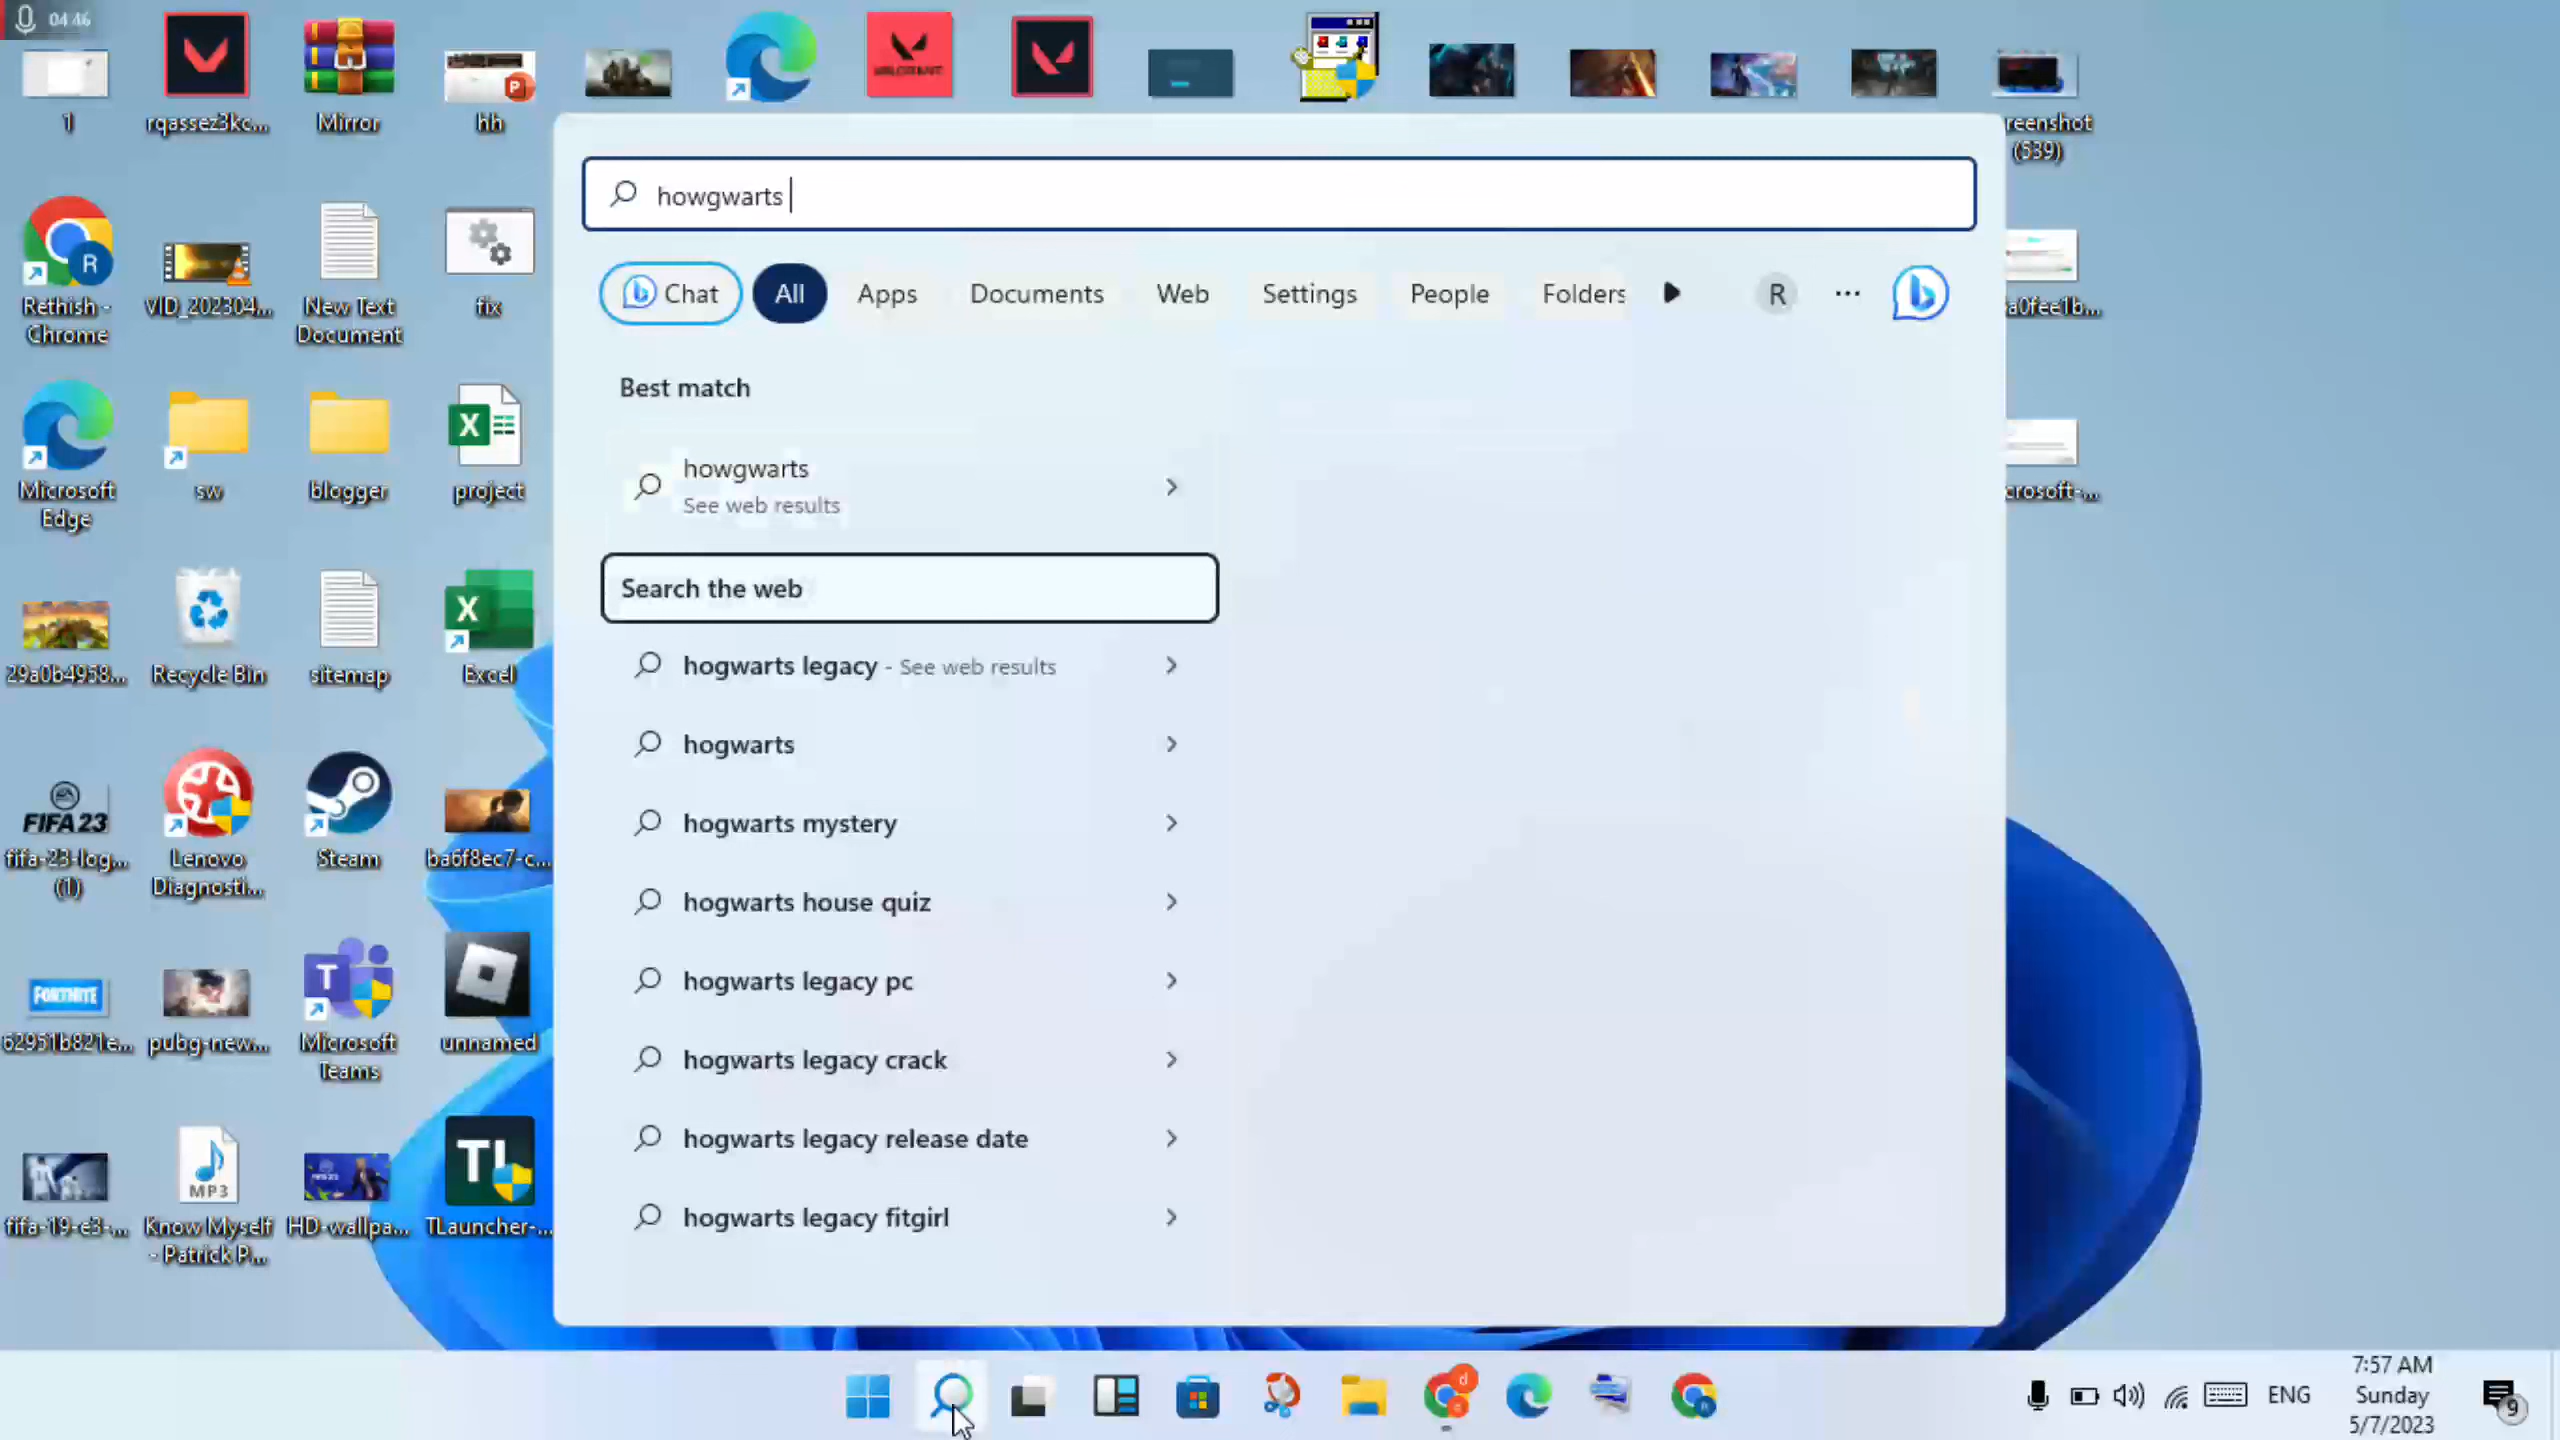 04:46
1
rqassez3kc...
Mirror
hh
reenshot
(539)
howgwarts
Chat
All
Apps
Documents
Web
Settings
People
Folders
R
Best match
howgwarts
See web results
Search the web
hogwarts legacy - See web results
hogwarts
hogwarts mystery
hogwarts house quiz
hogwarts legacy pc
hogwarts legacy crack
hogwarts legacy release date
hogwarts legacy fitgirl
Rethish -
Chrome
VID_202304...
New Text
Document
fix
a0fee1b...
Microsoft
Edge
sw
blogger
project
crosoft-...
29a0b4958...
Recycle Bin
sitemap
Excel
FIFA 23
fifa-23-log...
(1)
Lenovo
Diagnosti...
Steam
ba6f8ec7-c...
FORTNITE
62951b821e...
pubg-new...
Microsoft
Teams
unnamed
MP3
TL
fifa-19-e3-...
Know Myself
- Patrick P...
HD-wallpa...
TLauncher-...
ENG
7:57 AM
Sunday
5/7/2023
9